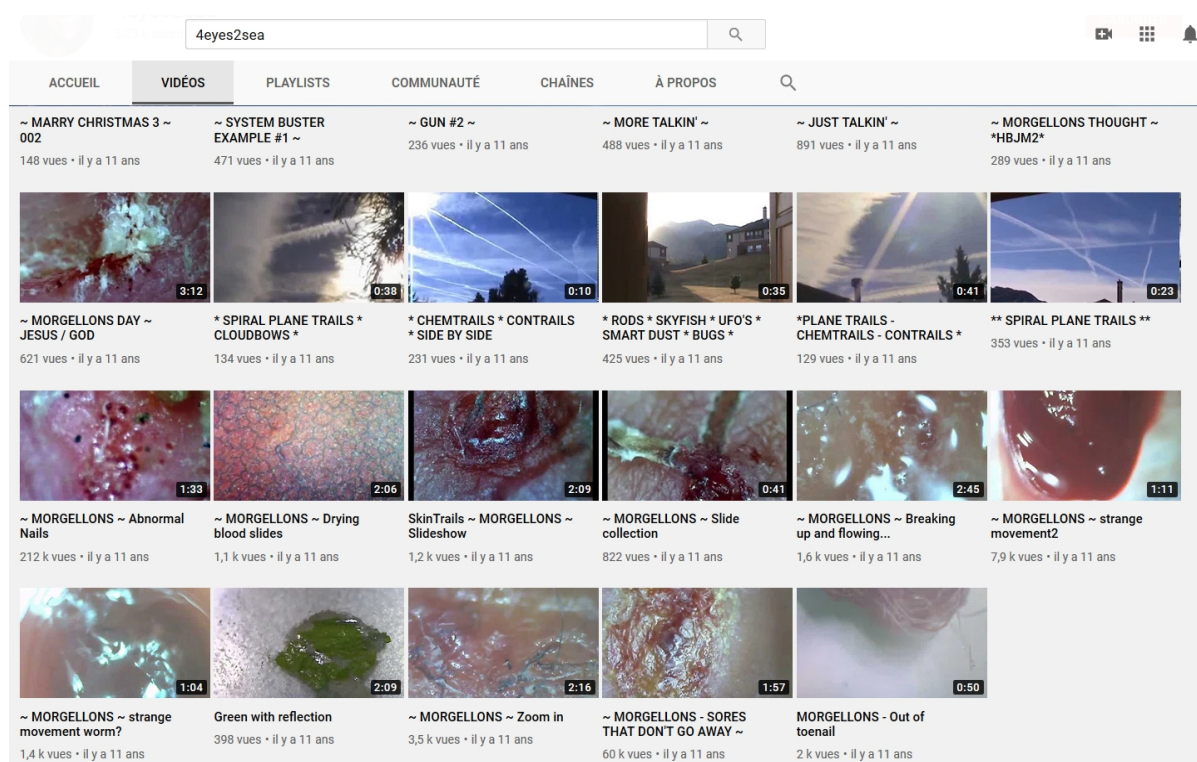 4eyes2sea
ACCUEIL VIDÉOS PLAYLISTS COMMUNAUTÉ CHAÎNES À PROPOS
~ MARRY CHRISTMAS 3 ~
002
148 vues • il y a 11 ans
~ SYSTEM BUSTER
EXAMPLE #1 ~
471 vues • il y a 11 ans
~ GUN #2 ~
236 vues • il y a 11 ans
~ MORE TALKIN' ~
488 vues • il y a 11 ans
~ JUST TALKIN' ~
891 vues • il y a 11 ans
~ MORGELLONS THOUGHT ~
*HBJM2*
289 vues • il y a 11 ans
3:12
~ MORGELLONS DAY ~
JESUS / GOD
621 vues • il y a 11 ans
0:38
* SPIRAL PLANE TRAILS *
CLOUDBOWS *
134 vues • il y a 11 ans
0:10
* CHEMTRAILS * CONTRAILS
* SIDE BY SIDE
231 vues • il y a 11 ans
0:35
* RODS * SKYFISH * UFO'S *
SMART DUST * BUGS *
425 vues • il y a 11 ans
0:41
*PLANE TRAILS -
CHEMTRAILS - CONTRAILS *
129 vues • il y a 11 ans
0:23
** SPIRAL PLANE TRAILS **
353 vues • il y a 11 ans
1:33
~ MORGELLONS ~ Abnormal
Nails
212 k vues • il y a 11 ans
2:06
~ MORGELLONS ~ Drying
blood slides
1,1 k vues • il y a 11 ans
2:09
SkinTrails ~ MORGELLONS ~
Slideshow
1,2 k vues • il y a 11 ans
0:41
~ MORGELLONS ~ Slide
collection
822 vues • il y a 11 ans
2:45
~ MORGELLONS ~ Breaking
up and flowing...
1,6 k vues • il y a 11 ans
1:11
~ MORGELLONS ~ strange
movement2
7,9 k vues • il y a 11 ans
1:04
~ MORGELLONS ~ strange
movement worm?
1,4 k vues • il y a 11 ans
2:09
Green with reflection
398 vues • il y a 11 ans
2:16
~ MORGELLONS ~ Zoom in
3,5 k vues • il y a 11 ans
1:57
~ MORGELLONS - SORES
THAT DON'T GO AWAY ~
60 k vues • il y a 11 ans
0:50
MORGELLONS - Out of
toenail
2 k vues • il y a 11 ans